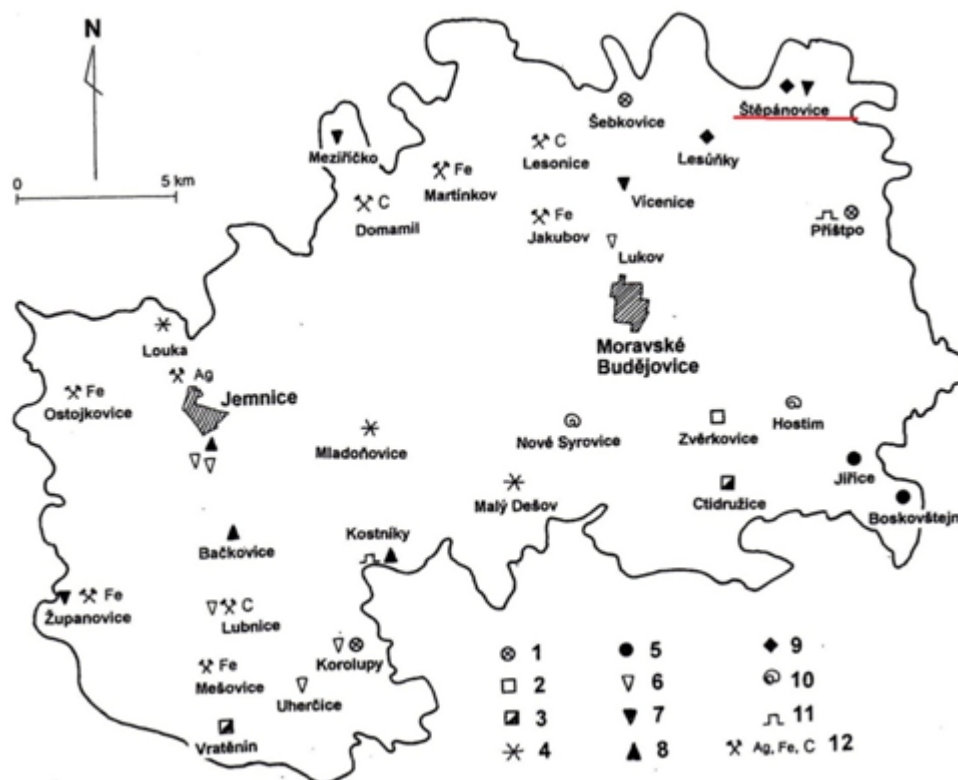 N
0 5 km
Štěpánovice
Šebkovice
Lesůňky
C
Lesonice
Meziříčko
Fe
Martínkov
C
Domamil
Vícenice
Fe
Jakubov
Příštpo
Lukov
Moravské
Budějovice
Louka
Ag
Jemnice
Fe
Ostojkovice
Mladoňovice
Nové Syrovice
Zvěrkovice
Hostim
Jiřice
Malý Dešov
Ctidružice
Boskovštejn
Bačkovice
Kostníky
Fe
Županovice
C
Lubnice
Korolupy
Fe
Mešovice
Uherčice
Vratěnín
1 5 9
2 6 10
3 7 11
4 8 Ag, Fe, C 12